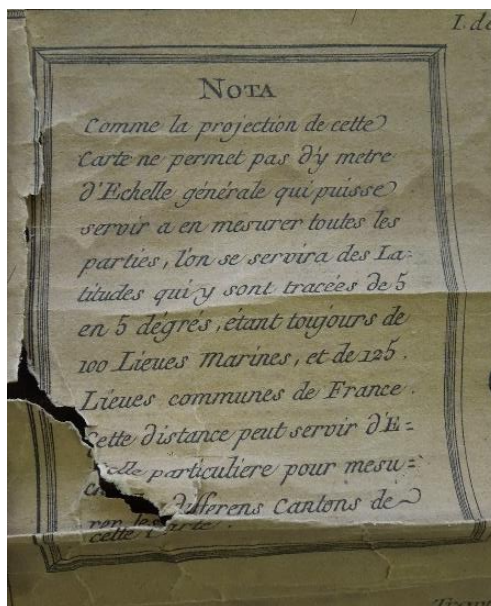 I. de
NOTA
Comme la projection de cette
Carte ne permet pas d'y metre
d'Echelle générale qui puisse
servir a en mesurer toutes les
parties, l'on se servira des La=
titudes qui y sont tracées de 5
en 5 dégrés, étant toujours de
100 Lieues Marines, et de 125.
Lieues communes de France.
Cette distance peut servir d'E=
particuliere pour mesu=
rer les differens Cantons de
cette Carte.